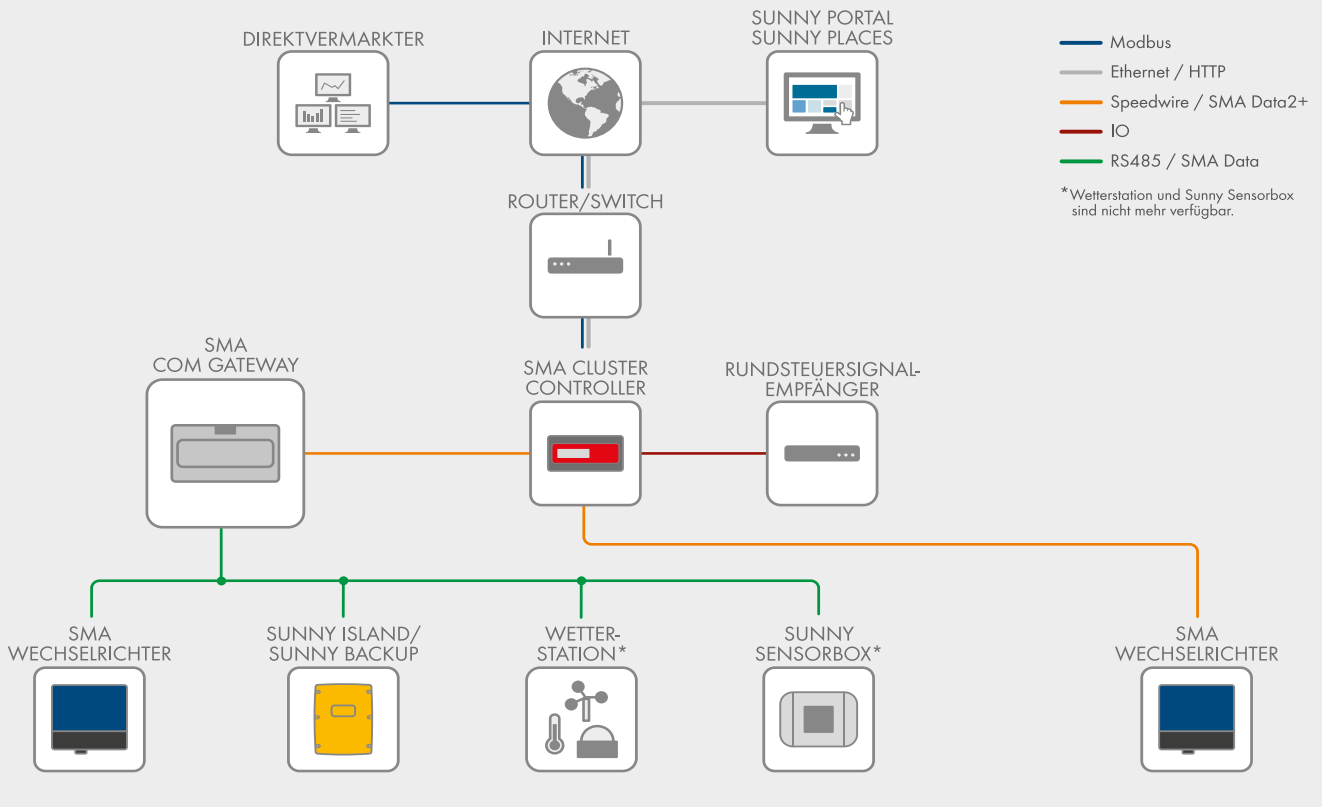 DIREKTVERMARKTER
INTERNET
SUNNY PORTAL
SUNNY PLACES
Modbus
Ethernet / HTTP
Speedwire / SMA Data2+
IO
RS485 / SMA Data
*Wetterstation und Sunny Sensorbox
sind nicht mehr verfügbar.
ROUTER/SWITCH
SMA
COM GATEWAY
SMA CLUSTER
CONTROLLER
RUNDSTEUERSIGNAL-
EMPFÄNGER
SMA
WECHSELRICHTER
SUNNY ISLAND/
SUNNY BACKUP
WETTER-
STATION*
SUNNY
SENSORBOX*
SMA
WECHSELRICHTER